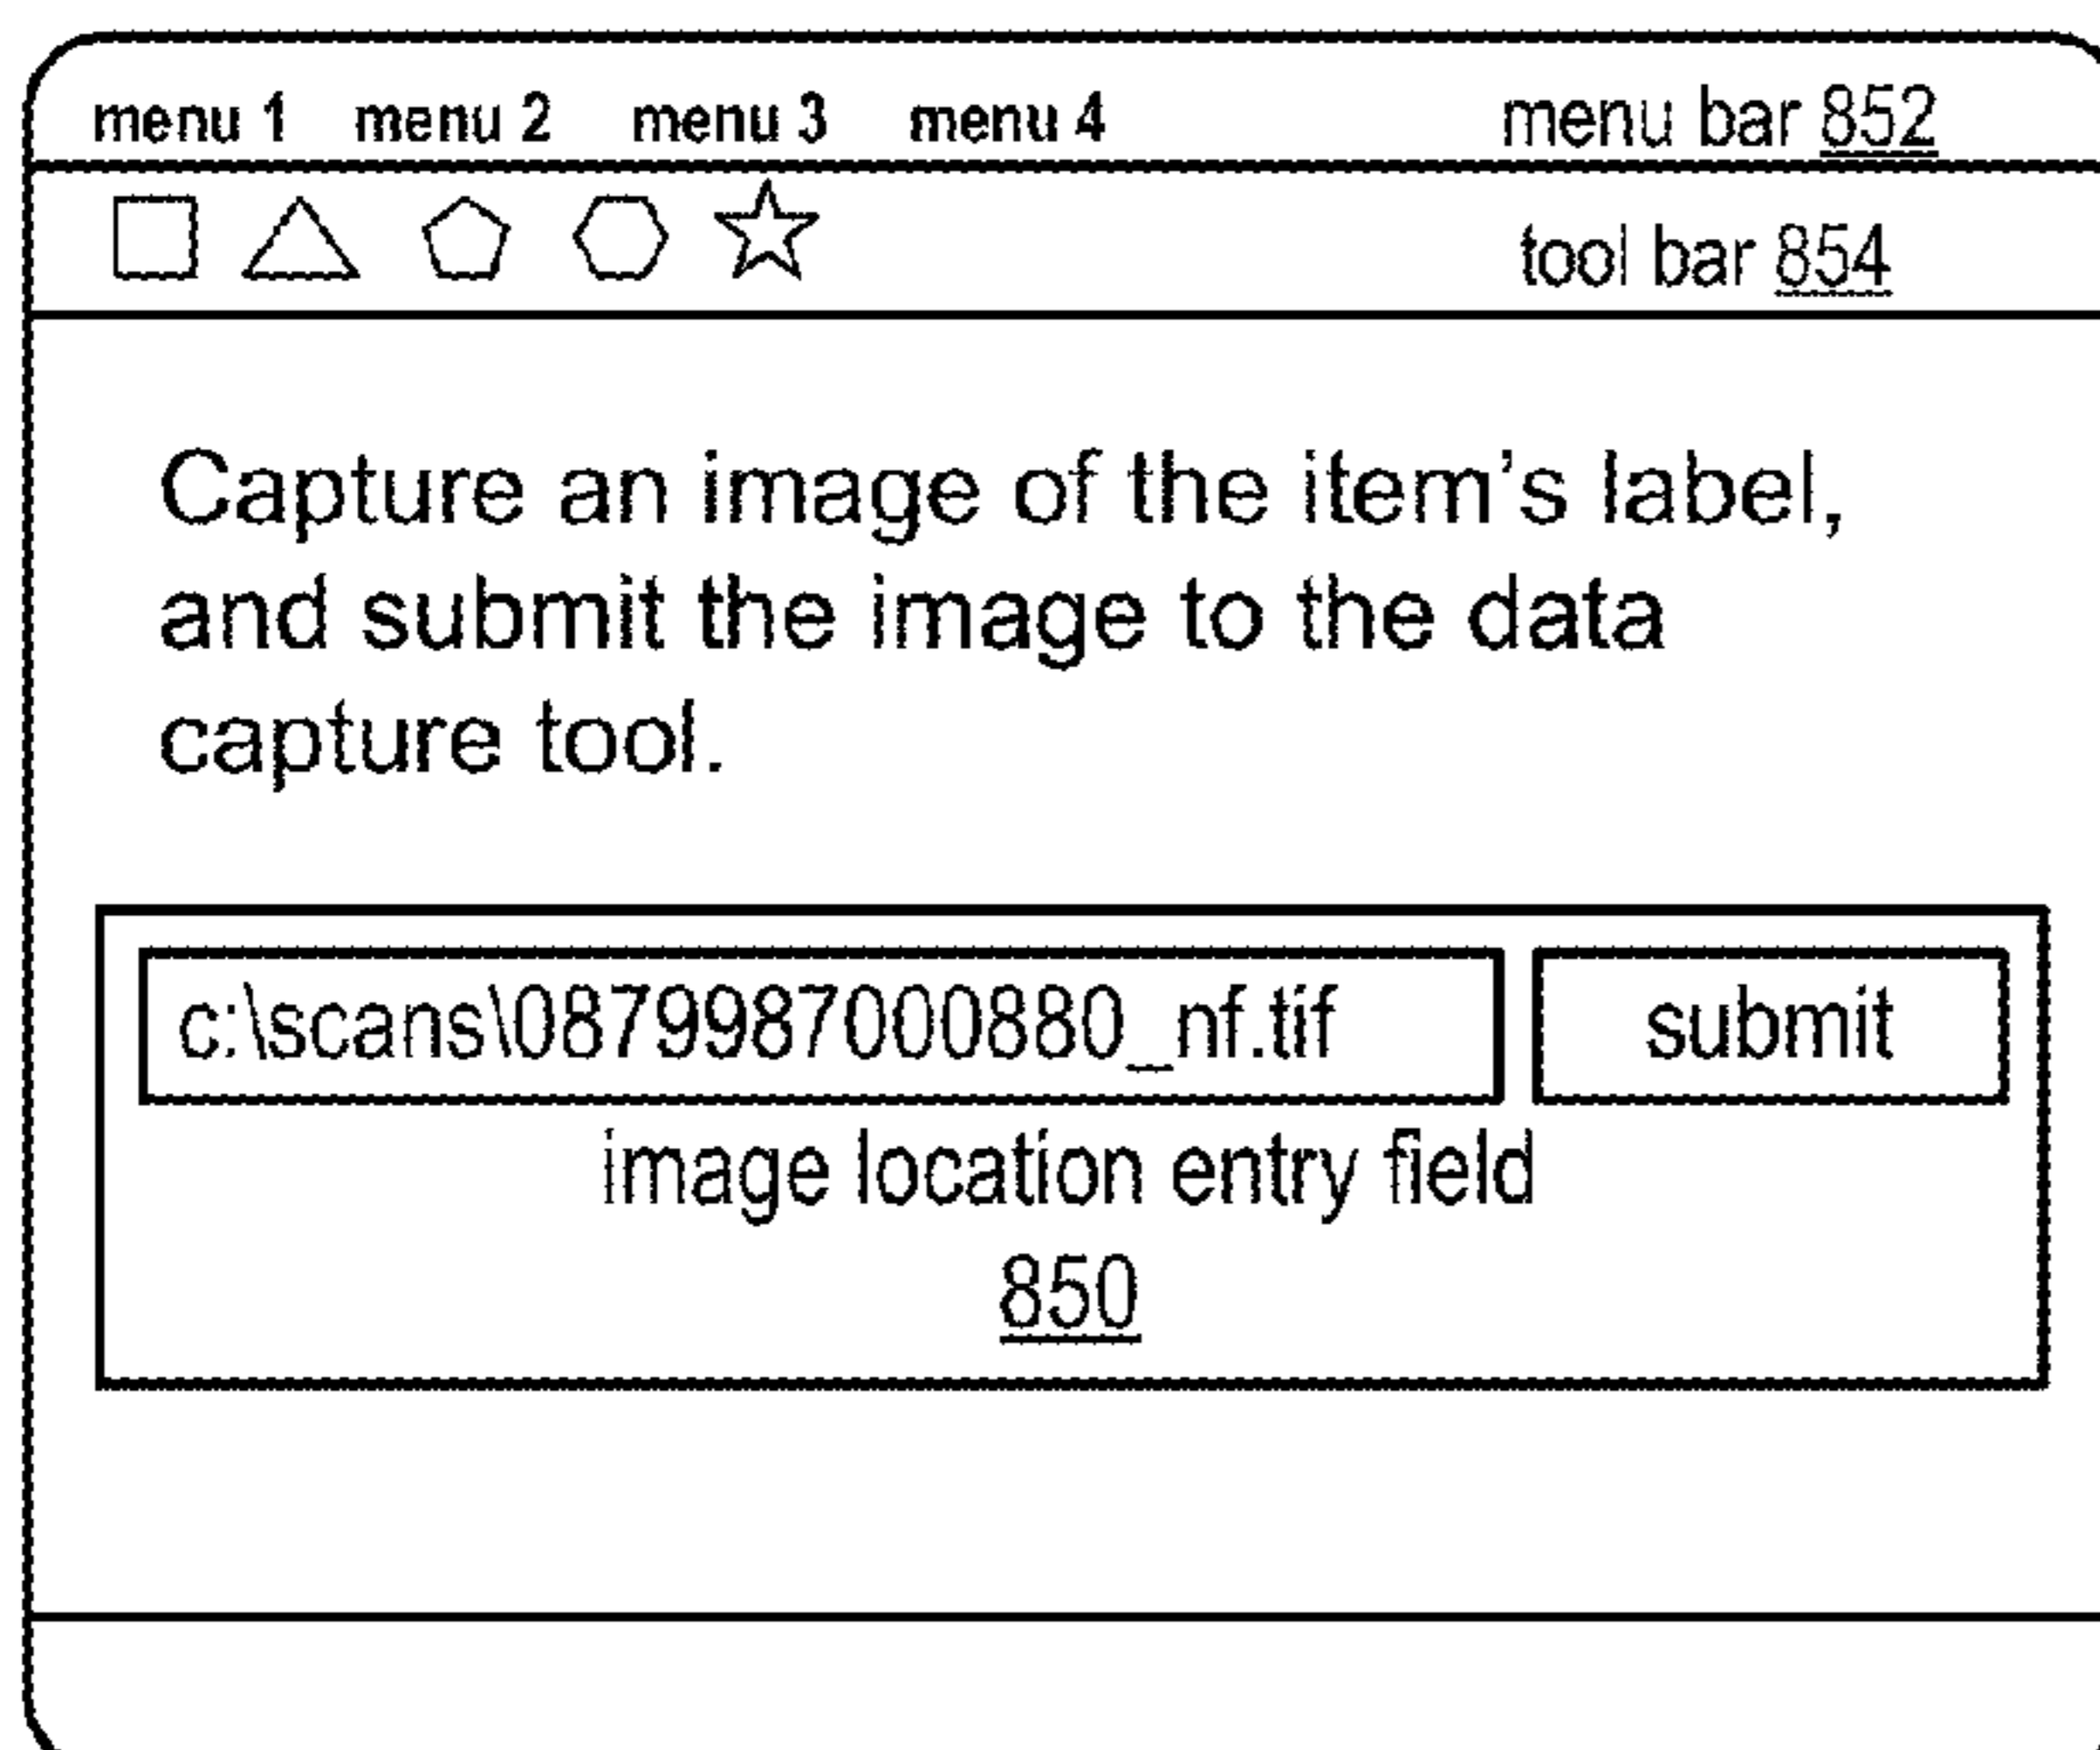 menu 1 menu 2 menu 3 menu 4 menu bar 852
tool bar 854
Capture an image of the item's label,
and submit the image to the data
capture tool.
c:\scans\0879987000880_nf.tif submit
image location entry field
850